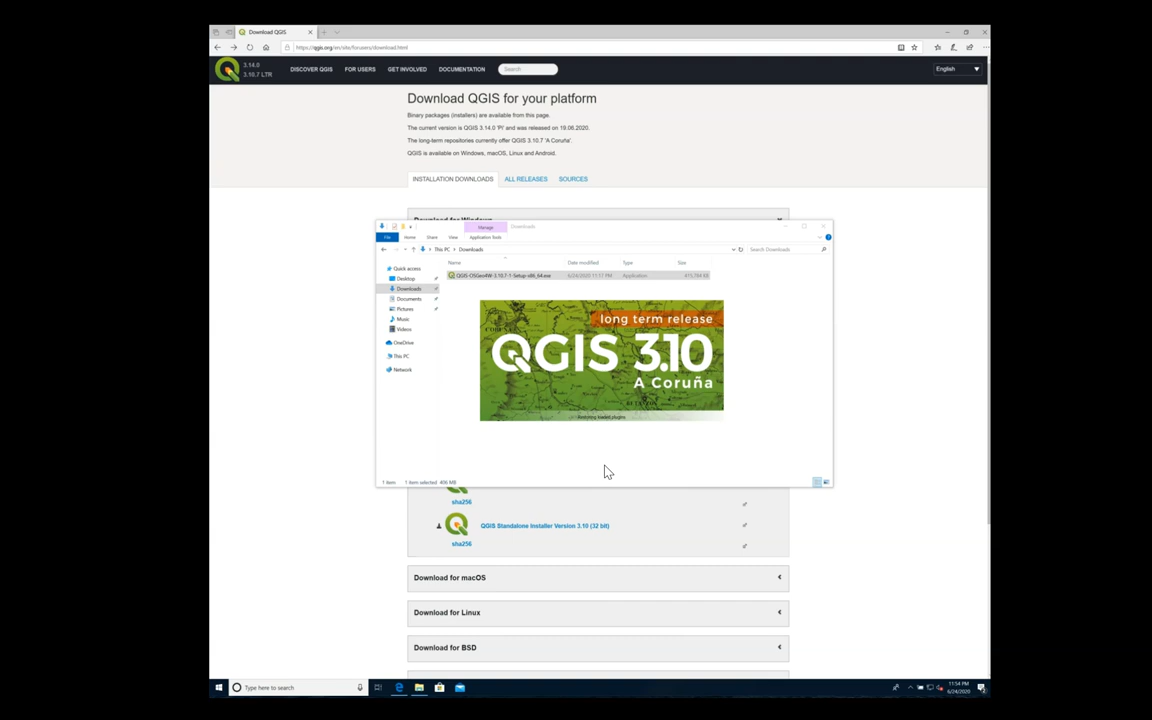 Download QGIS
https://qgis.org/en/site/forusers/download.html
3.14.0
3.10.7 LTR
DISCOVER QGIS
FOR USERS
GET INVOLVED
DOCUMENTATION
Search
English
Download QGIS for your platform
Binary packages (installers) are available from this page.
The current version is QGIS 3.14.0 'Pi' and was released on 19.06.2020.
The long-term repositories currently offer QGIS 3.10.7 'A Coruña'.
QGIS is available on Windows, macOS, Linux and Android.
INSTALLATION DOWNLOADS
ALL RELEASES
SOURCES
Download for Windows
Manage
Downloads
File
Home
Share
View
Application Tools
This PC
Downloads
Search Downloads
Name
Date modified
Type
Size
QGIS-OSGeo4W-3.10.7-1-Setup-x86_64.exe
6/24/2020 11:17 PM
Application
Quick access
Desktop
Downloads
Documents
Pictures
Music
Videos
OneDrive
This PC
Network
long term release
QGIS 3.10
A Coruña
Restoring loaded plugins
1 item
1 item selected 406 MB
sha256
QGIS Standalone Installer Version 3.10 (32 bit)
sha256
Download for macOS
Download for Linux
Download for BSD
Type here to search
11:54 PM
6/24/2020